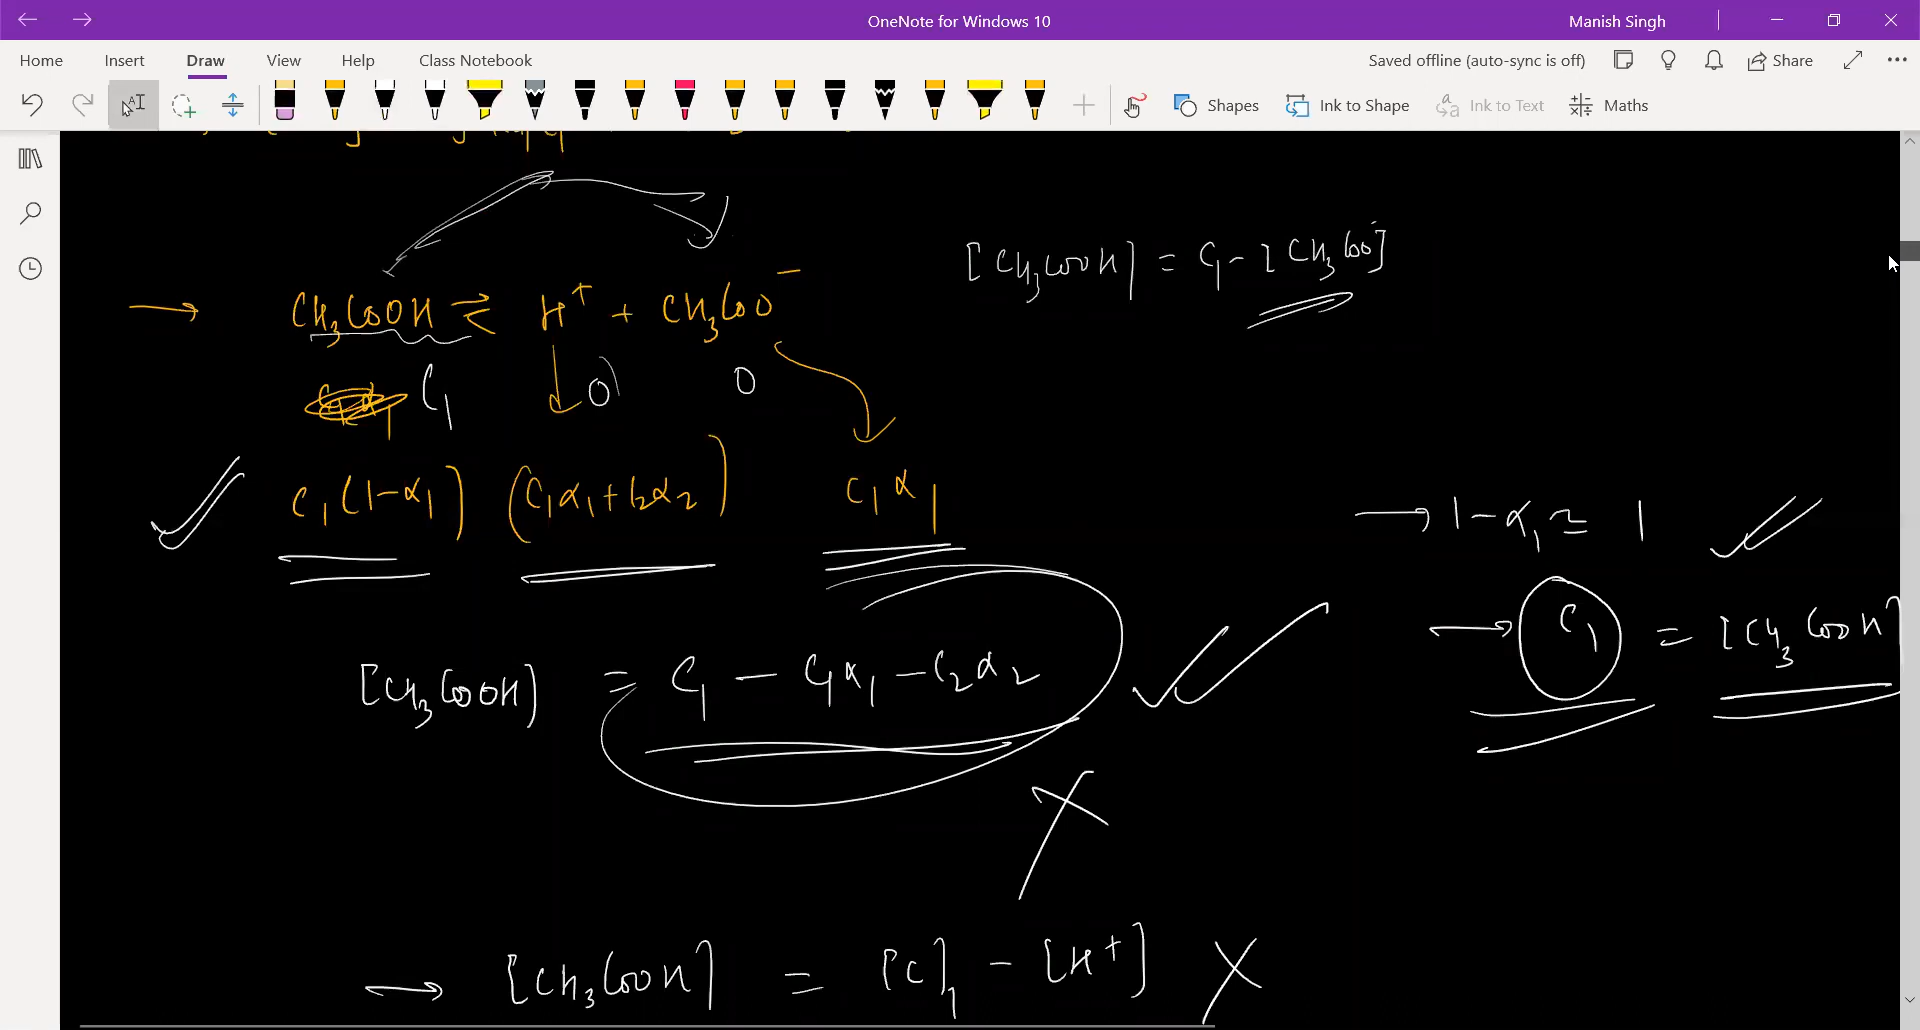 OneNote for Windows 10
Manish Singh
Home Insert Draw View Help Class Notebook
Saved offline (auto-sync is off) Share
Shapes Ink to Shape Ink to Text Maths
[CH₃COOH] = C₁ - [CH₃COO⁻]
→ CH₃COOH ⇌ H⁺ + CH₃COO⁻
C₁ 0 0
C₁(1-α₁) (C₁α₁+C₂α₂) C₁α₁
→ 1-α₁ ≃ 1
→ C₁ = [CH₃COOH]
[CH₃COOH] = C₁ - C₁α₁ - C₂α₂
→ [CH₃COOH] = [C]₁ - [H⁺] X